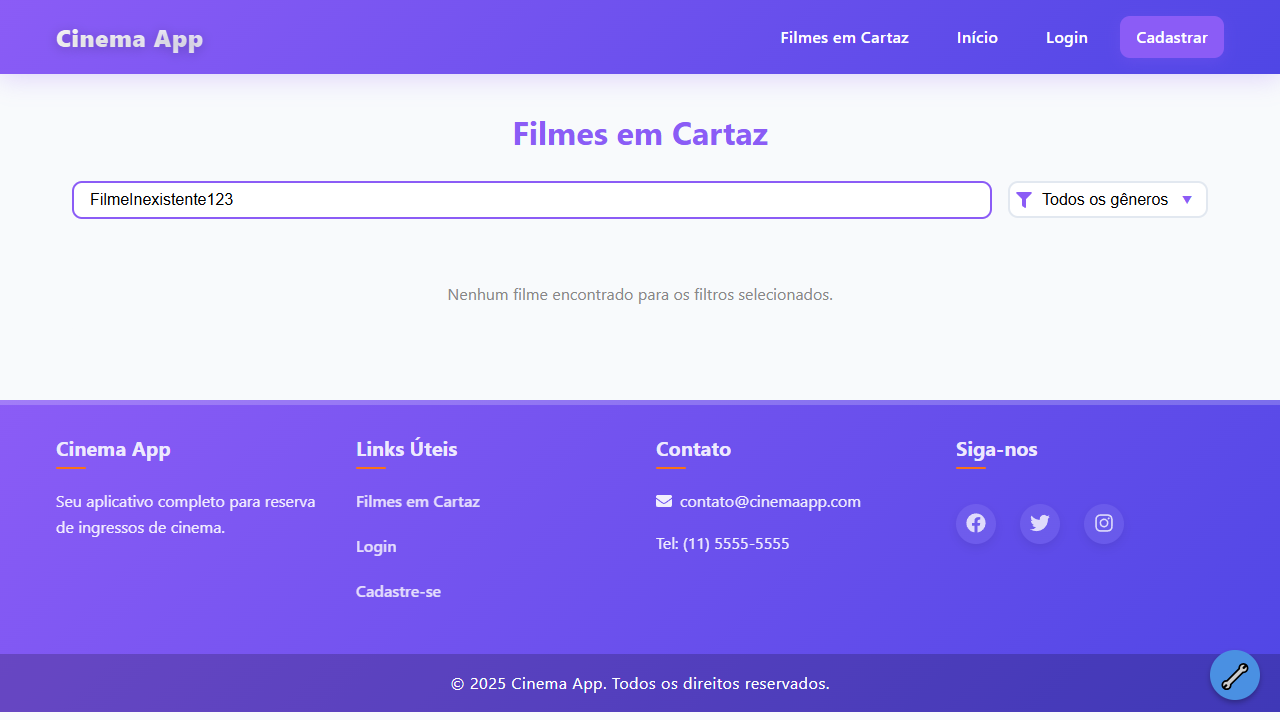 Cinema App
Filmes em Cartaz
Início
Login
Cadastrar
Filmes em Cartaz
FilmeInexistente123
Todos os gêneros
Nenhum filme encontrado para os filtros selecionados.
Cinema App
Seu aplicativo completo para reserva
de ingressos de cinema.
Links Úteis
Filmes em Cartaz
Login
Cadastre-se
Contato
contato@cinemaapp.com
Tel: (11) 5555-5555
Siga-nos
© 2025 Cinema App. Todos os direitos reservados.